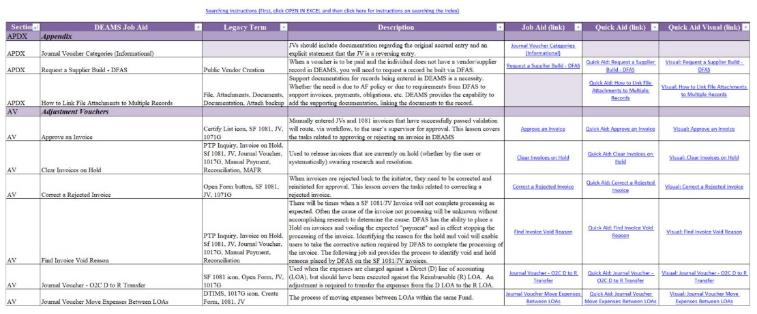 Searching Instructions (First, click OPEN IN EXCEL and then click here for Instructions on searching the Index)
Section DEAMS Job Aid Legacy Term Description Job Aid (link) Quick Aid (link) Quick Aid Visual (link)
APDX Appendix
APDX Journal Voucher Categories (Informational)
JVs should include documentation regarding the original accrual entry and an
explicit statement that the JV is a reversing entry.
Journal Voucher Categories
(Informational)
APDX Request a Supplier Build - DFAS
Public Vendor Creation
When a voucher is to be paid and the individual does not have a vendor/supplier
record in DEAMS, you will need to request a record be built via DFAS.
Request a Supplier Build - DFAS
Quick Aid: Request a Supplier
Build - DFAS
Visual: Request a Supplier Build -
DFAS
APDX How to Link File Attachments to Multiple Records
File, Attachments, Documents,
Documentation, Attach backup
Support documentation for records being entered in DEAMS is a necessity.
Whether the need is due to AF policy or due to requirements from DFAS to
support invoices, payments, obligations, etc. DEAMS provides the capability to
add the supporting documentation, linking the documents to the record.
Quick Aid: How to Link File
Attachments to Multiple
Records
Visual: How to Link File Attachments
to Multiple Records
AV Adjustment Vouchers
AV Approve an Invoice
Certify List icon, SF 1081, JV,
1071G
Manually entered JVs and 1081 invoices that have successfully passed validation
will route, via workflow, to the user's supervisor for approval. This lesson covers
the tasks related to approving or rejecting an invoice in DEAMS
Approve an Invoice
Quick Aid: Approve an Invoice
Visual: Approve an Invoice
AV Clear Invoices on Hold
PTP Inquiry, Invoice on Hold,
Sf 1081, JV, Journal Voucher,
1017G, Manual Payment,
Reconciliation, MAFR
Used to release invoices that are currently on hold (whether by the user or
systematically) awaiting research and resolution.
Clear Invoices on Hold
Quick Aid: Clear Invoices on
Hold
Visual: Clear Invoices on Hold
AV Correct a Rejected Invoice
Open Form button, SF 1081,
JV, 1071G
When invoices are rejected back to the initiator, they need to be corrected and
reinitiated for approval. This lesson covers the tasks related to correcting a
rejected invoice.
Correct a Rejected Invoice
Quick Aid: Correct a Rejected
Invoice
Visual: Correct a Rejected Invoice
AV Find Invoice Void Reason
PTP Inquiry, Invoice on Hold,
Sf 1081, JV, Journal Voucher,
1017G, Manual Payment,
Reconciliation
There will be times when a SF 1081/JV Invoice will not complete processing as
expected. Often the cause of the invoice not processing will be unknown without
accomplishing research to determine the cause. DFAS has the ability to place a
Hold on invoices and voiding the expected "payment" and in effect stopping the
processing of the invoice. Identifying the reason for the hold and void will enable
users to take the corrective action required by DFAS to complete the processing of
the invoice. The following job aid provides the process to identify void and hold
reasons placed by DFAS on the SF 1081/JV invoices.
Find Invoice Void Reason
Quick Aid: Find Invoice Void
Reason
Visual: Find Invoice Void Reason
AV Journal Voucher - O2C D to R Transfer
SF 1081 icon, Open Form, JV,
1017G
Used when the expenses are charged against a Direct (D) line of accounting
(LOA), but should have been executed against the Reimbursable (R) LOA. An
adjustment is required to transfer the expenses from the D LOA to the R LOA.
Journal Voucher - O2C D to R
Transfer
Quick Aid: Journal Voucher -
O2C D to R Transfer
Visual: Journal Voucher - O2C D to R
Transfer
AV Journal Voucher Move Expenses Between LOAs
DTIMS, 1017G icon, Create
Form, 1081, JV
The process of moving expenses between LOAs within the same Fund.
Journal Voucher Move Expenses
Between LOAs
Quick Aid: Journal Voucher
Move Expenses Between LOAs
Visual: Journal Voucher Move
Expenses Between LOAs